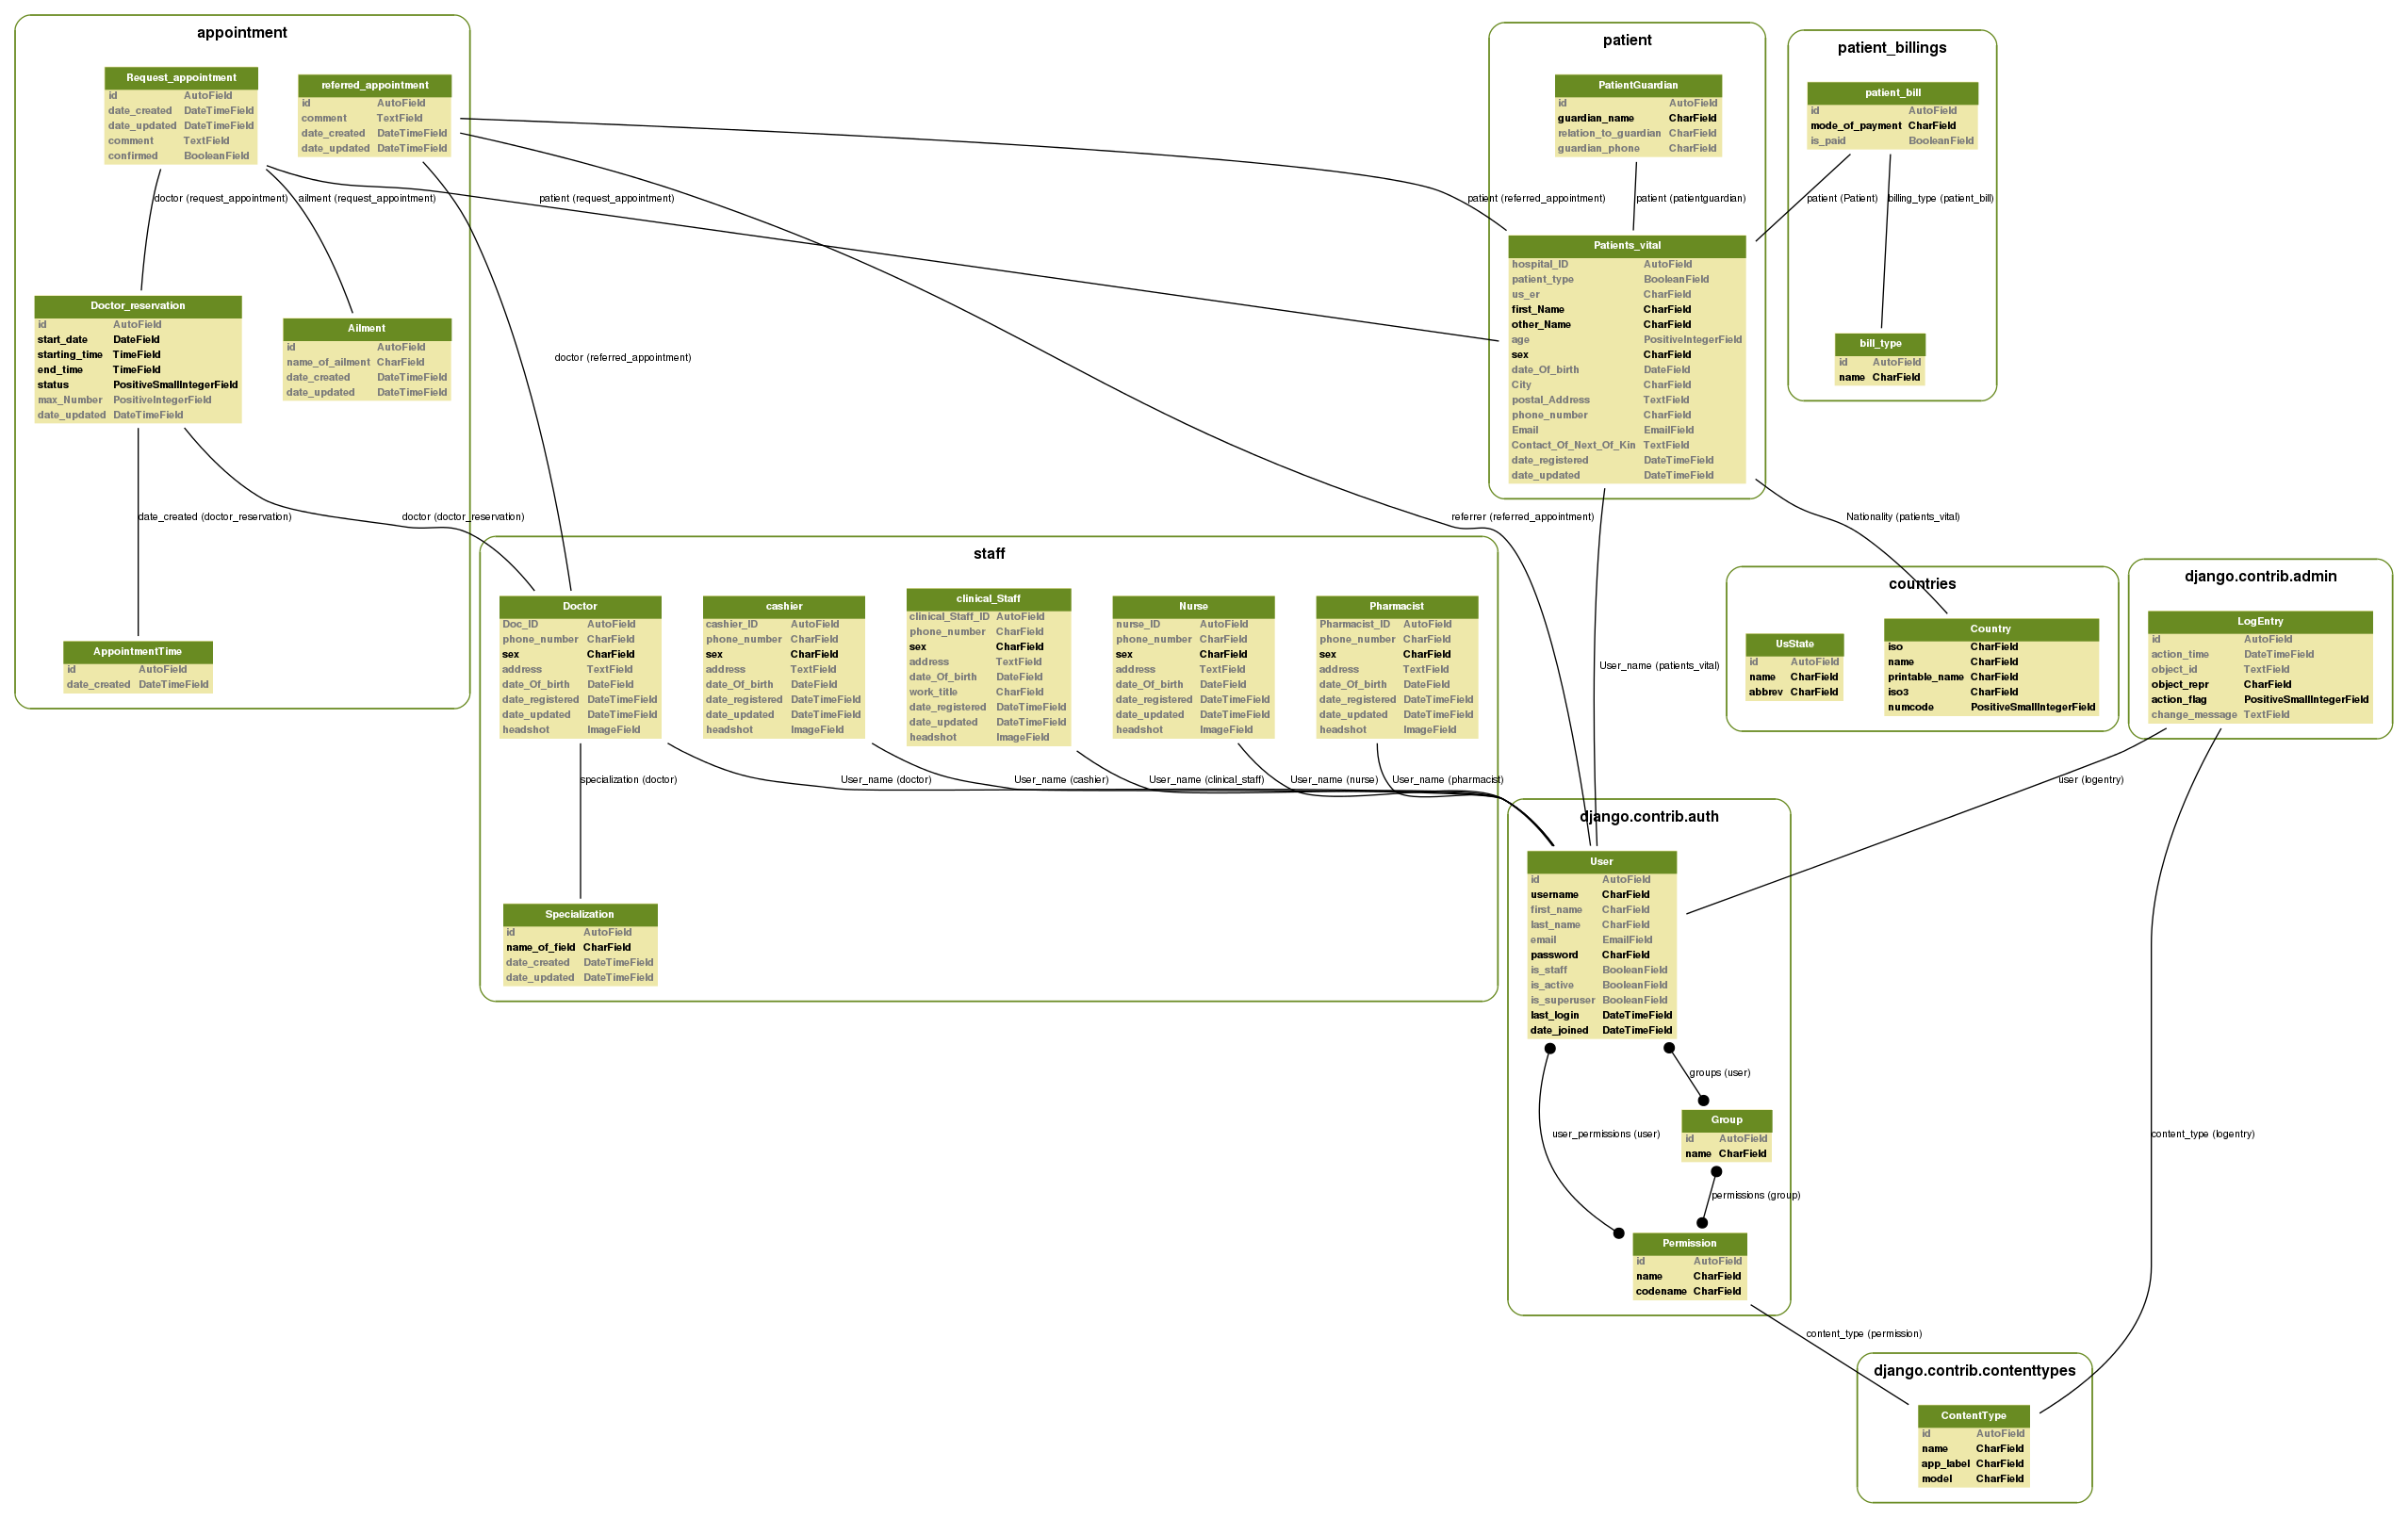 appointment
Request_appointment
id AutoField
date_created DateTimeField
date_updated DateTimeField
comment TextField
confirmed BooleanField
referred_appointment
id AutoField
comment TextField
date_created DateTimeField
date_updated DateTimeField
doctor (request_appointment)
ailment (request_appointment)
patient (request_appointment)
Doctor_reservation
id AutoField
start_date DateField
starting_time TimeField
end_time TimeField
status PositiveSmallIntegerField
max_Number PositiveIntegerField
date_updated DateTimeField
Ailment
id AutoField
name_of_ailment CharField
date_created DateTimeField
date_updated DateTimeField
doctor (referred_appointment)
date_created (doctor_reservation)
doctor (doctor_reservation)
AppointmentTime
id AutoField
date_created DateTimeField
patient
PatientGuardian
id AutoField
guardian_name CharField
relation_to_guardian CharField
guardian_phone CharField
patient (referred_appointment)
patient (patientguardian)
Patients_vital
hospital_ID AutoField
patient_type BooleanField
us_er CharField
first_Name CharField
other_Name CharField
age PositiveIntegerField
sex CharField
date_Of_birth DateField
City CharField
postal_Address TextField
phone_number CharField
Email EmailField
Contact_Of_Next_Of_Kin TextField
date_registered DateTimeField
date_updated DateTimeField
patient_billings
patient_bill
id AutoField
mode_of_payment CharField
is_paid BooleanField
patient (Patient)
billing_type (patient_bill)
bill_type
id AutoField
name CharField
referrer (referred_appointment)
Nationality (patients_vital)
staff
Doctor
Doc_ID AutoField
phone_number CharField
sex CharField
address TextField
date_Of_birth DateField
date_registered DateTimeField
date_updated DateTimeField
headshot ImageField
cashier
cashier_ID AutoField
phone_number CharField
sex CharField
address TextField
date_Of_birth DateField
date_registered DateTimeField
date_updated DateTimeField
headshot ImageField
clinical_Staff
clinical_Staff_ID AutoField
phone_number CharField
sex CharField
address TextField
date_Of_birth DateField
work_title CharField
date_registered DateTimeField
date_updated DateTimeField
headshot ImageField
Nurse
nurse_ID AutoField
phone_number CharField
sex CharField
address TextField
date_Of_birth DateField
date_registered DateTimeField
date_updated DateTimeField
headshot ImageField
Pharmacist
Pharmacist_ID AutoField
phone_number CharField
sex CharField
address TextField
date_Of_birth DateField
date_registered DateTimeField
date_updated DateTimeField
headshot ImageField
User_name (patients_vital)
specialization (doctor)
User_name (doctor)
User_name (cashier)
User_name (clinical_staff)
User_name (nurse)
User_name (pharmacist)
Specialization
id AutoField
name_of_field CharField
date_created DateTimeField
date_updated DateTimeField
countries
UsState
id AutoField
name CharField
abbrev CharField
Country
iso CharField
name CharField
printable_name CharField
iso3 CharField
numcode PositiveSmallIntegerField
django.contrib.admin
LogEntry
id AutoField
action_time DateTimeField
object_id TextField
object_repr CharField
action_flag PositiveSmallIntegerField
change_message TextField
user (logentry)
django.contrib.auth
User
id AutoField
username CharField
first_name CharField
last_name CharField
email EmailField
password CharField
is_staff BooleanField
is_active BooleanField
is_superuser BooleanField
last_login DateTimeField
date_joined DateTimeField
groups (user)
Group
id AutoField
name CharField
user_permissions (user)
content_type (logentry)
permissions (group)
Permission
id AutoField
name CharField
codename CharField
content_type (permission)
django.contrib.contenttypes
ContentType
id AutoField
name CharField
app_label CharField
model CharField